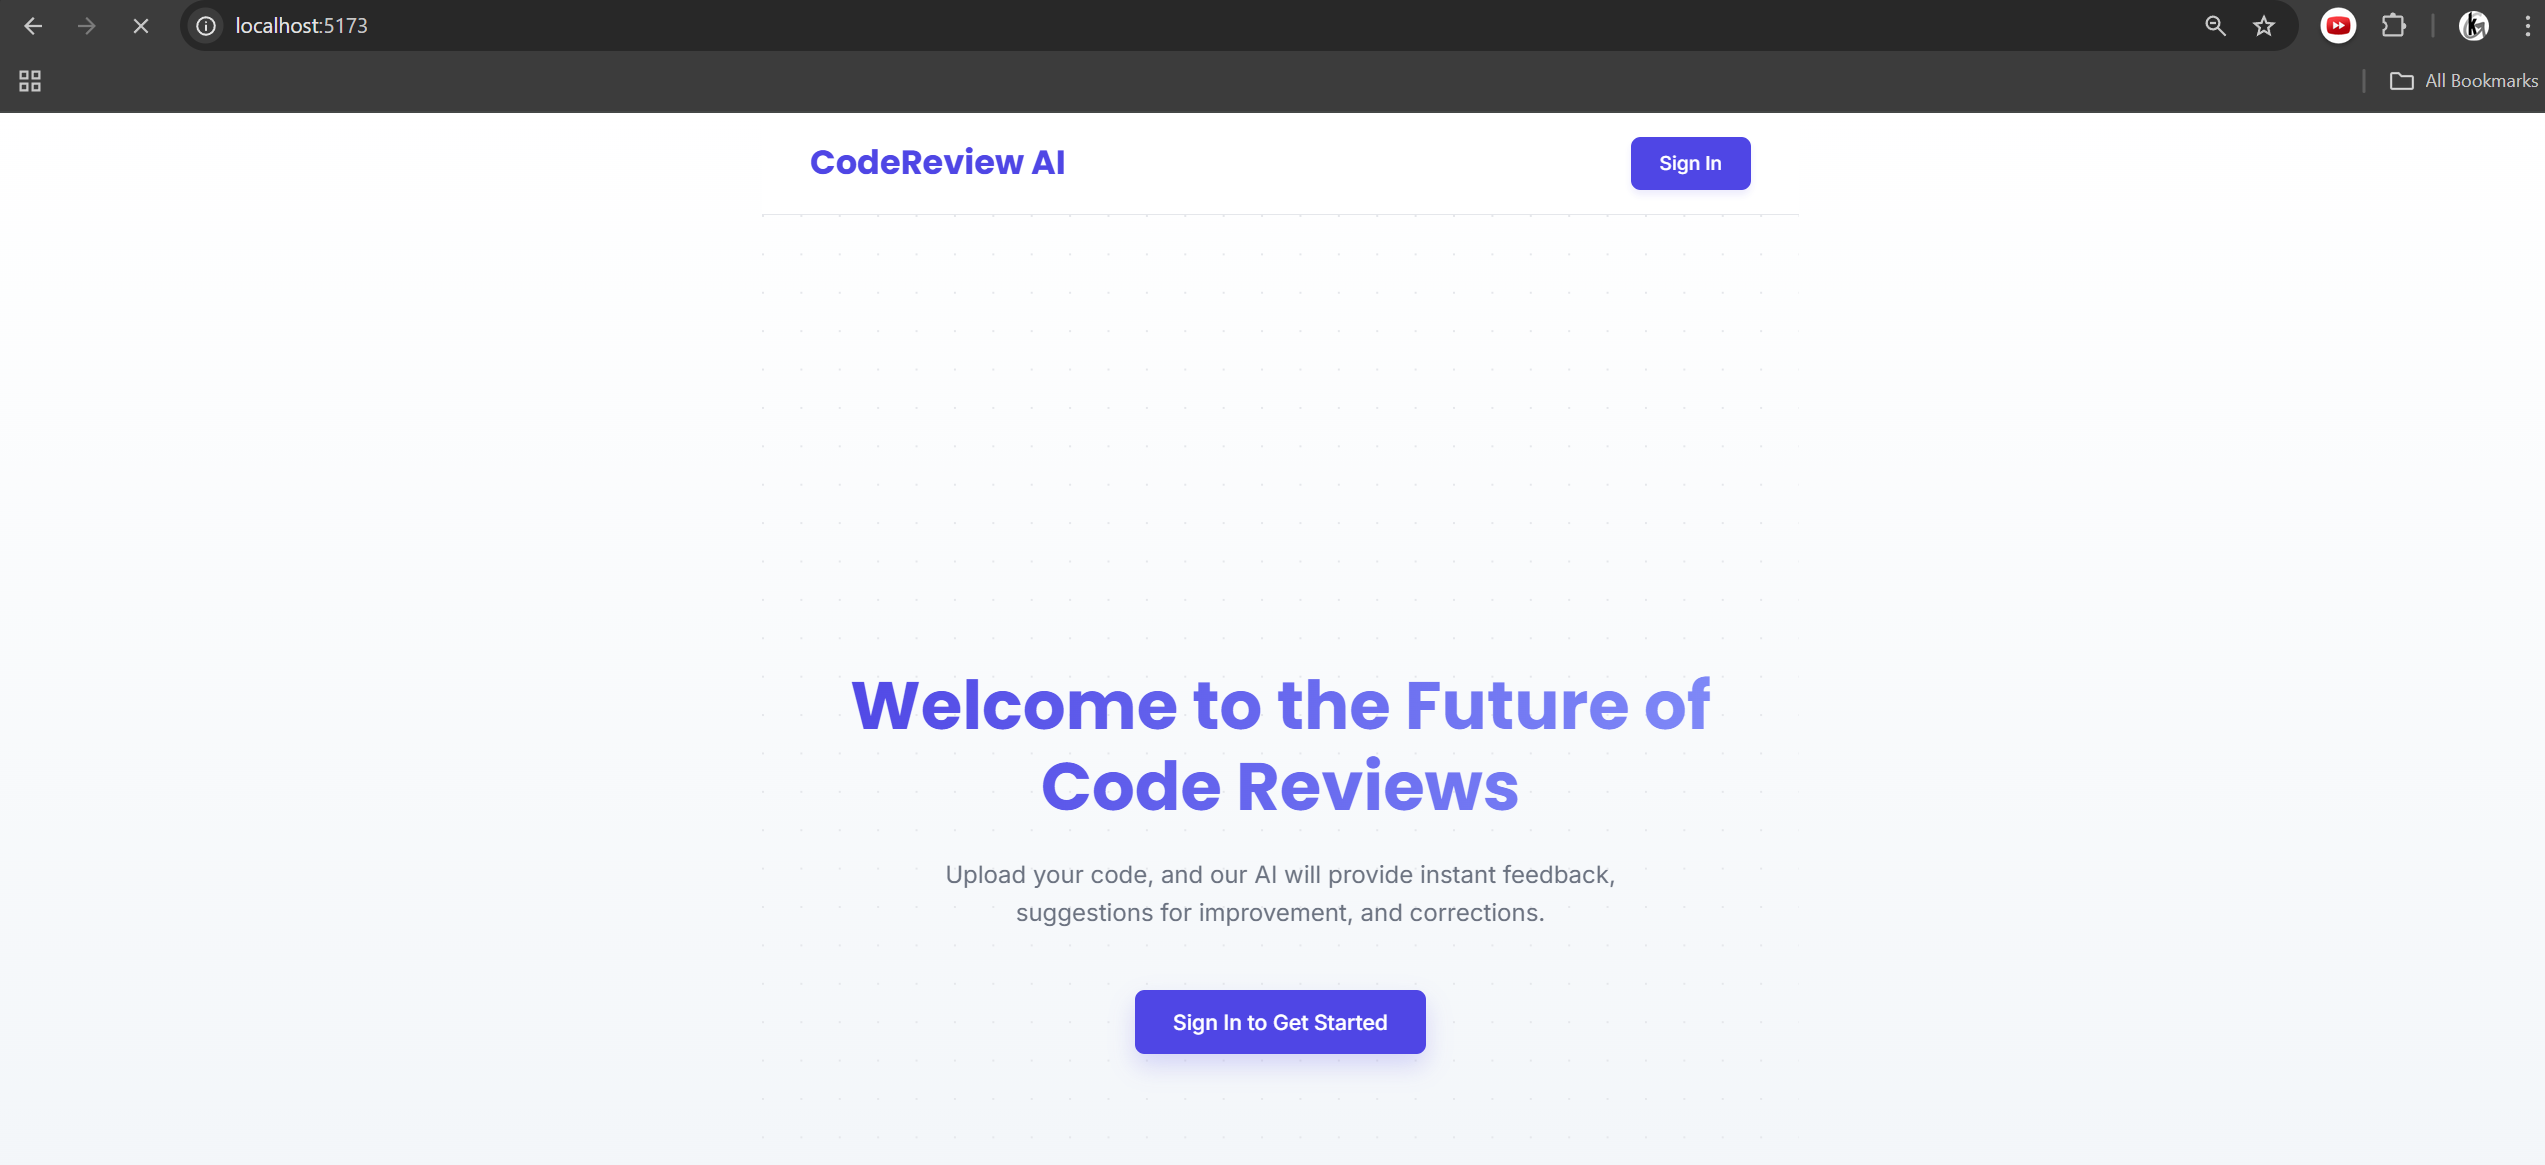 localhost:5173
All Bookmarks
CodeReview AI
Sign In
Welcome to the Future of
Code Reviews
Upload your code, and our AI will provide instant feedback,
suggestions for improvement, and corrections.
Sign In to Get Started